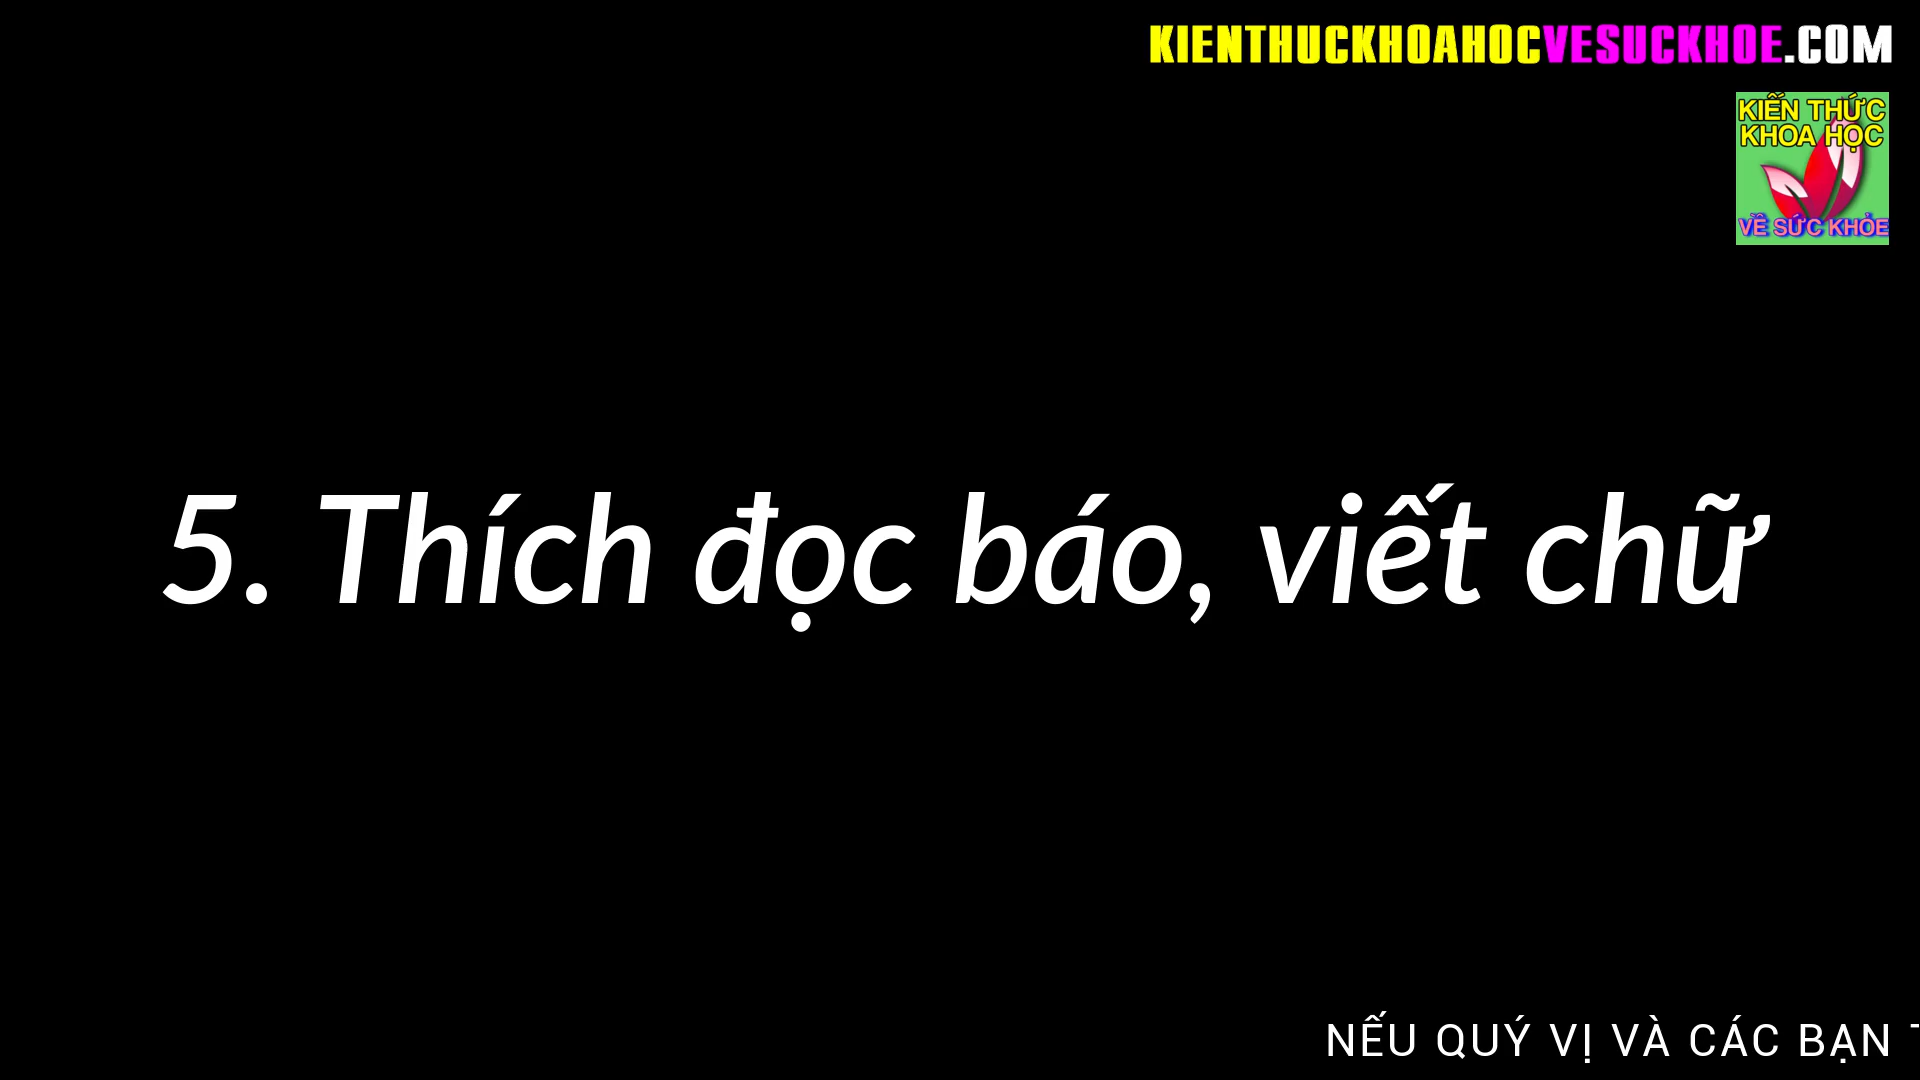 KIENTHUCKHOAHOCVESUCKHOE.COM
KIẾN THỨC
KHOA HỌC
VỀ SỨC KHỎE
5. Thích đọc báo, viết chữ
NẾU QUÝ VỊ VÀ CÁC BẠN